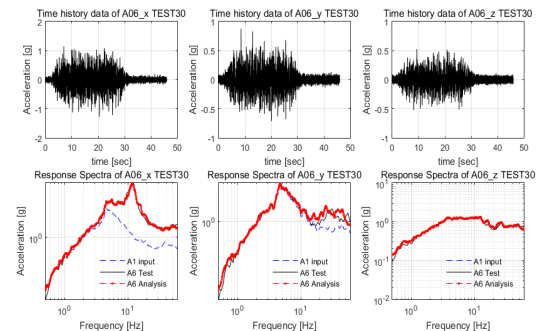 Time history data of A06_x TEST30
Time history data of A06_y TEST30
Time history data of A06_z TEST30
Acceleration [g]
2
1
0
-1
-2
0 10 20 30 40 50
time [sec]
Acceleration [g]
1
0.5
0
-0.5
-1
0 10 20 30 40 50
time [sec]
Acceleration [g]
1
0.5
0
-0.5
-1
0 10 20 30 40 50
time [sec]
Response Spectra of A06_x TEST30
Response Spectra of A06_y TEST30
Response Spectra of A06_z TEST30
Acceleration [g]
10^0
A1 input
A6 Test
A6 Analysis
10^0 10^1
Frequency [Hz]
Acceleration [g]
10^0
A1 input
A6 Test
A6 Analysis
10^0 10^1
Frequency [Hz]
Acceleration [g]
10^1
10^0
10^-1
10^-2
A1 input
A6 Test
A6 Analysis
10^0 10^1
Frequency [Hz]